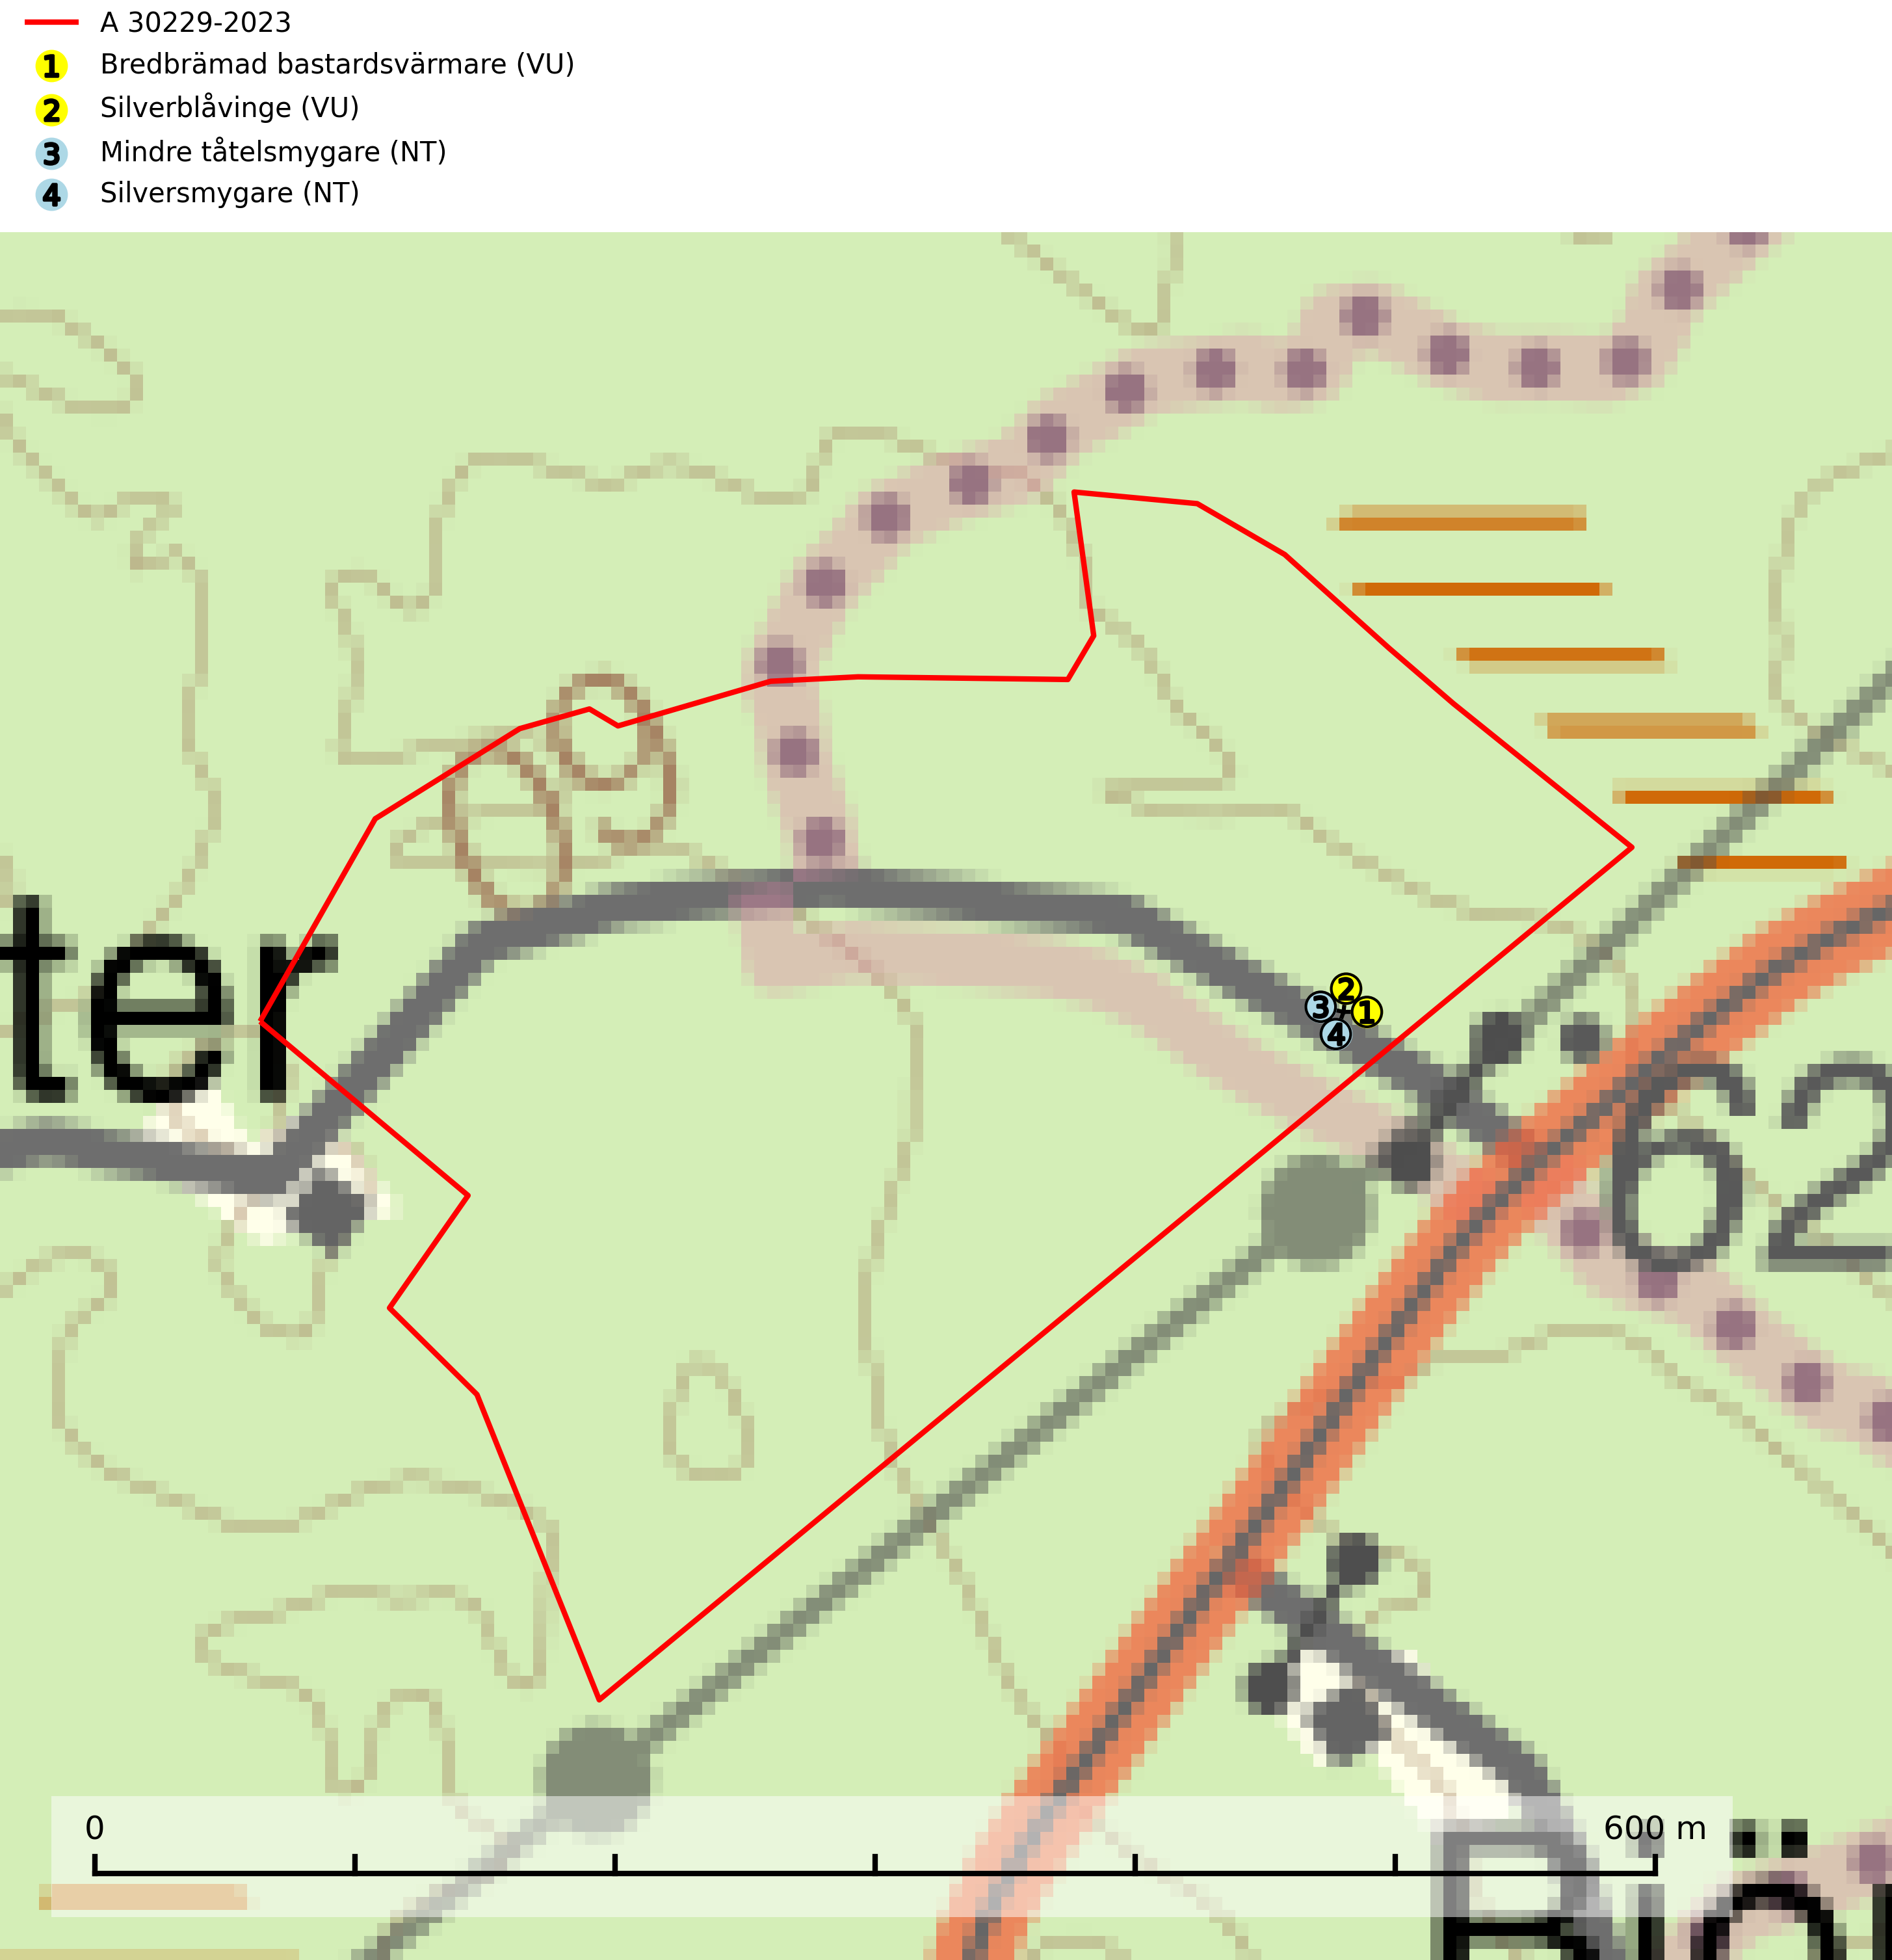 A 30229-2023
1 Bredbrämad bastardsvärmare (VU)
2 Silverblåvinge (VU)
3 Mindre tåtelsmygare (NT)
4 Silversmygare (NT)
ter
2
3
1
4
62
0
600 m